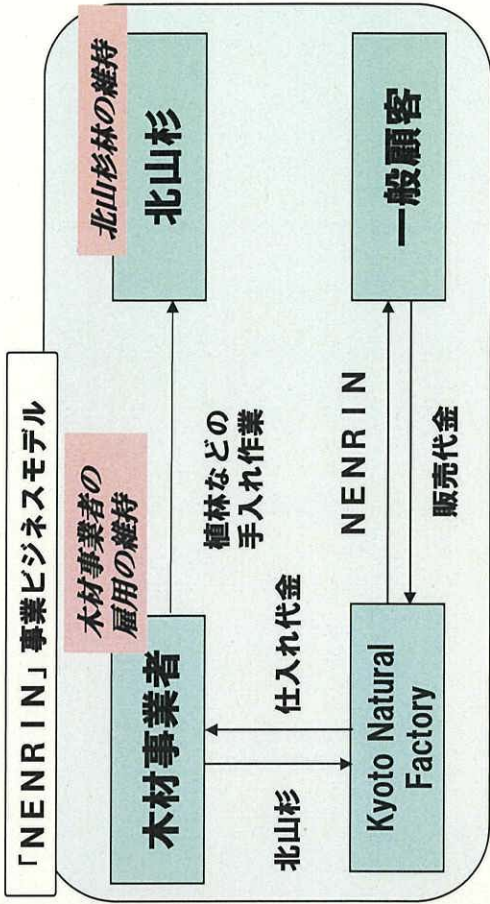 「NENRIN」事業ビジネスモデル
木材事業者の
雇用の維持
北山杉林の維持
木材事業者
北山杉
植林などの
手入れ作業
北山杉
仕入れ代金
NENRIN
Kyoto Natural
Factory
一般顧客
販売代金